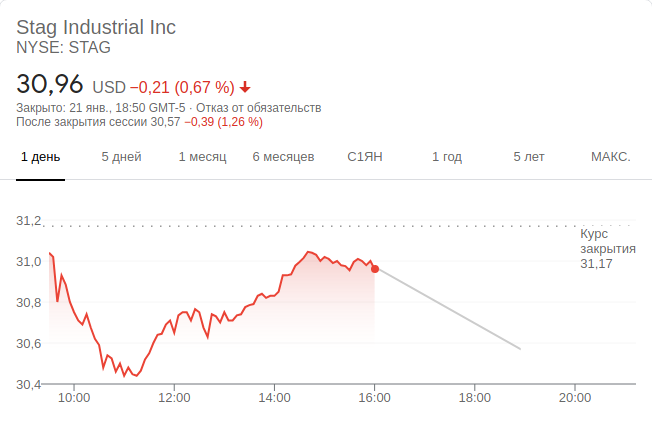 Stag Industrial Inc
NYSE: STAG
30,96 USD −0,21 (0,67 %)
Закрыто: 21 янв., 18:50 GMT-5 · Отказ от обязательств
После закрытия сессии 30,57 −0,39 (1,26 %)
1 день 5 дней 1 месяц 6 месяцев С1ЯН 1 год 5 лет МАКС.
31,2
Курс
закрытия
31,17
31,0
30,8
30,6
30,4
10:00 12:00 14:00 16:00 18:00 20:00